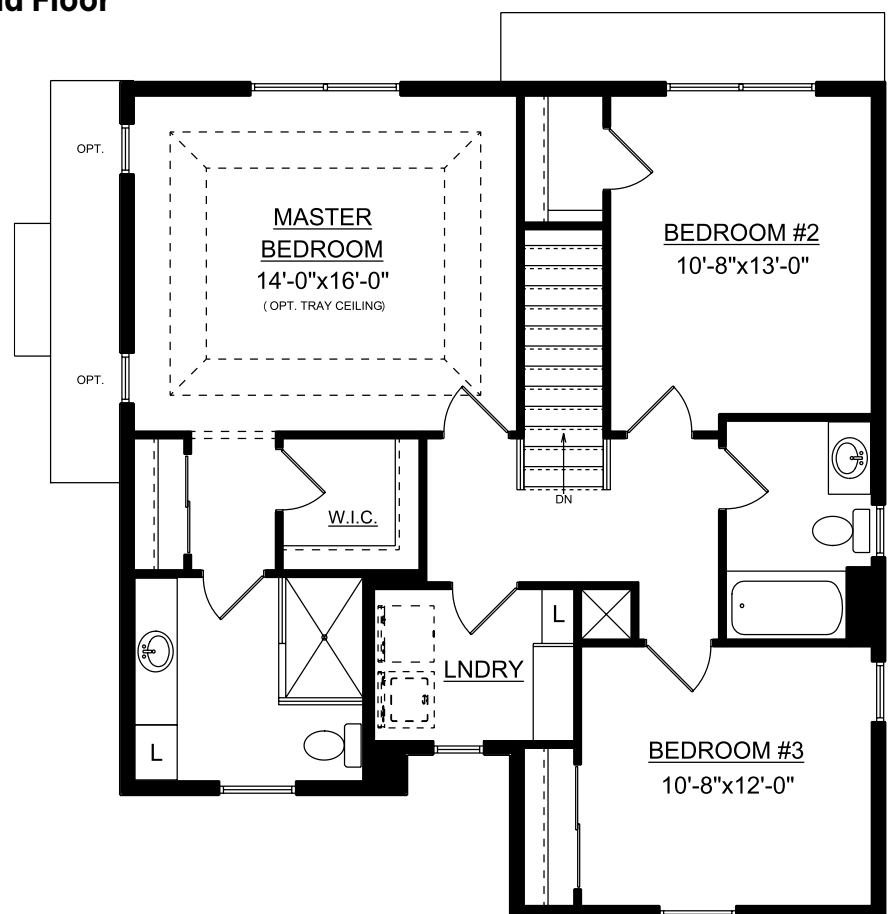 Floor
OPT.
MASTER
BEDROOM
14'-0"x16'-0"
( OPT. TRAY CEILING)
BEDROOM #2
10'-8"x13'-0"
OPT.
DN
W.I.C.
L
LNDRY
L
BEDROOM #3
10'-8"x12'-0"